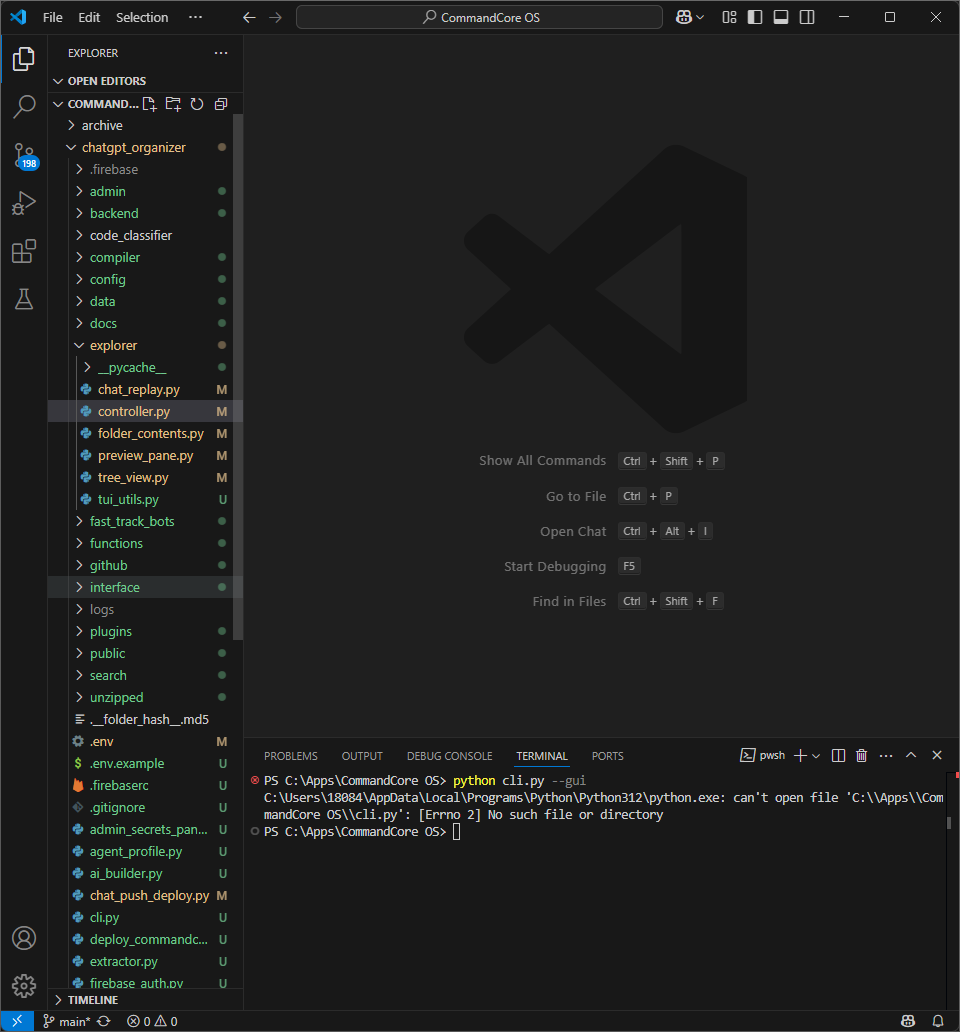 File Edit Selection ··· CommandCore OS
EXPLORER ···
OPEN EDITORS
COMMAND...
archive
chatgpt_organizer
.firebase
198
admin
backend
code_classifier
compiler
config
data
docs
explorer
__pycache__
chat_replay.py M
controller.py M
folder_contents.py M
preview_pane.py M
tree_view.py M
tui_utils.py U
fast_track_bots
functions
github
interface
logs
plugins
public
search
unzipped
.__folder_hash__.md5
.env M
.env.example U
.firebaserc U
.gitignore U
admin_secrets_pan... U
agent_profile.py U
ai_builder.py U
chat_push_deploy.py M
cli.py U
deploy_commandc... U
extractor.py U
firebase_auth.py U
TIMELINE
Show All Commands Ctrl + Shift + P
Go to File Ctrl + P
Open Chat Ctrl + Alt + I
Start Debugging F5
Find in Files Ctrl + Shift + F
PROBLEMS OUTPUT DEBUG CONSOLE TERMINAL PORTS pwsh ···
PS C:\Apps\CommandCore OS> python cli.py --gui
C:\Users\18084\AppData\Local\Programs\Python\Python312\python.exe: can't open file 'C:\\Apps\\Com
mandCore OS\\cli.py': [Errno 2] No such file or directory
PS C:\Apps\CommandCore OS>
main* 0 0